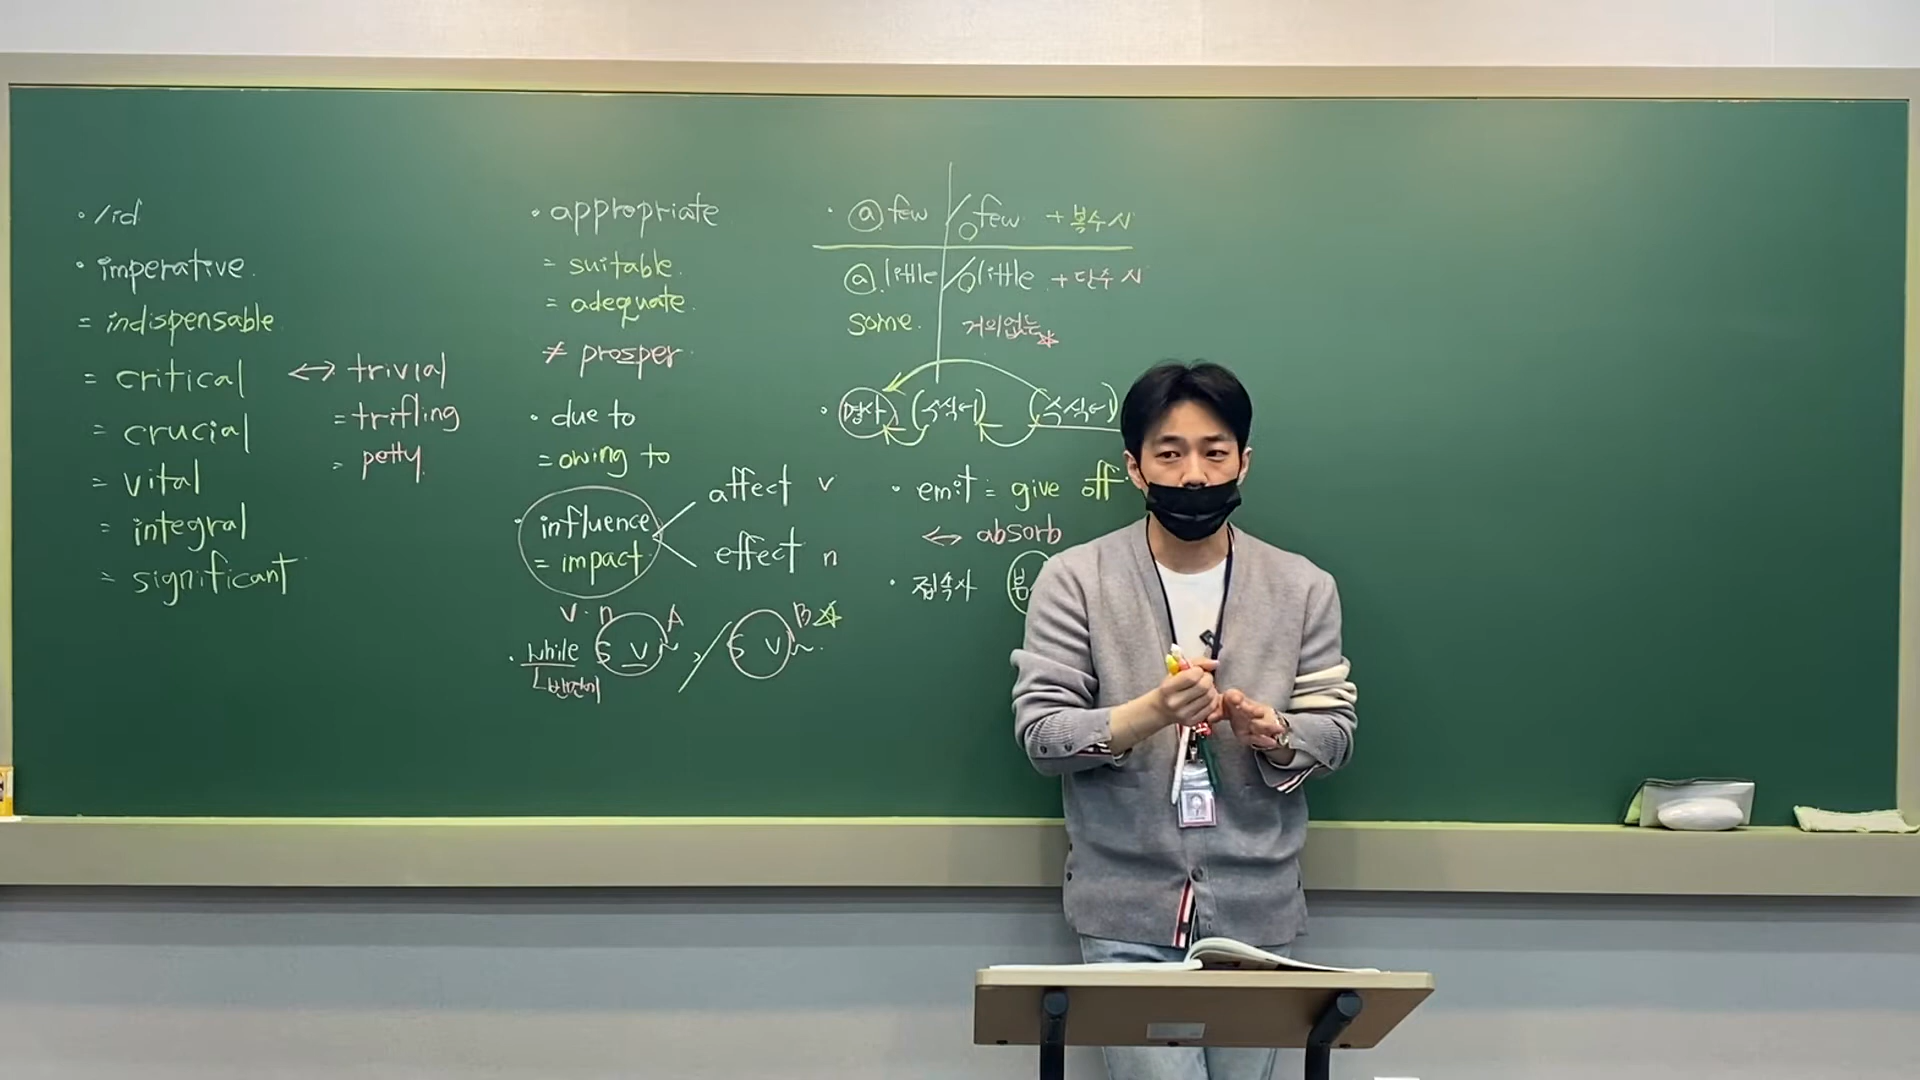 · /id
· imperative.
= indispensable
= critical ↔ trivial
= crucial = trifling
= vital = petty.
= integral
= significant
· appropriate
= suitable.
= adequate.
≠ prosper
· due to
= owing to
· influence affect v
= impact effect n
v · n
· while S V A, / S V B
반면에
· ⓐ few / few + 복수 N
ⓐ little / little + 단수 N
some. 거의없는
· 명사 (수식어) (수식어)
· emit = give off
↔ absorb
· 접속사